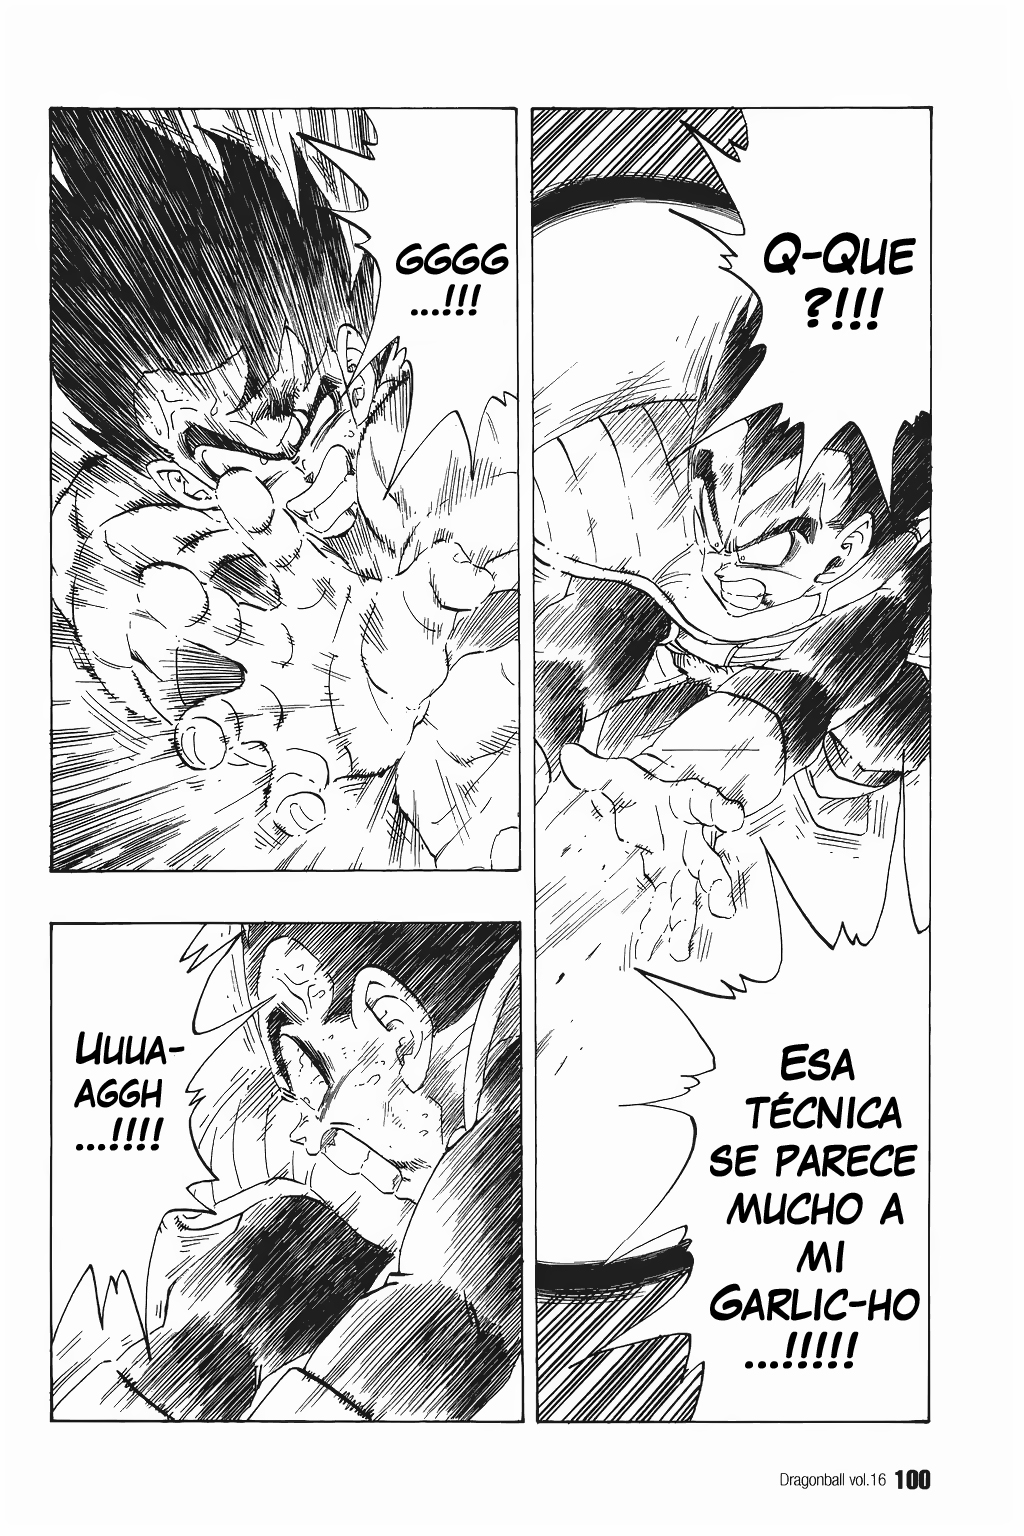 Q-QUE
?!!!
ESA
TÉCNICA
SE PARECE
MUCHO A
MI
GARLIC-HO
...!!!!!
GGGG
...!!!
UUUA-
AGGH
...!!!!
Dragonball vol.16 100